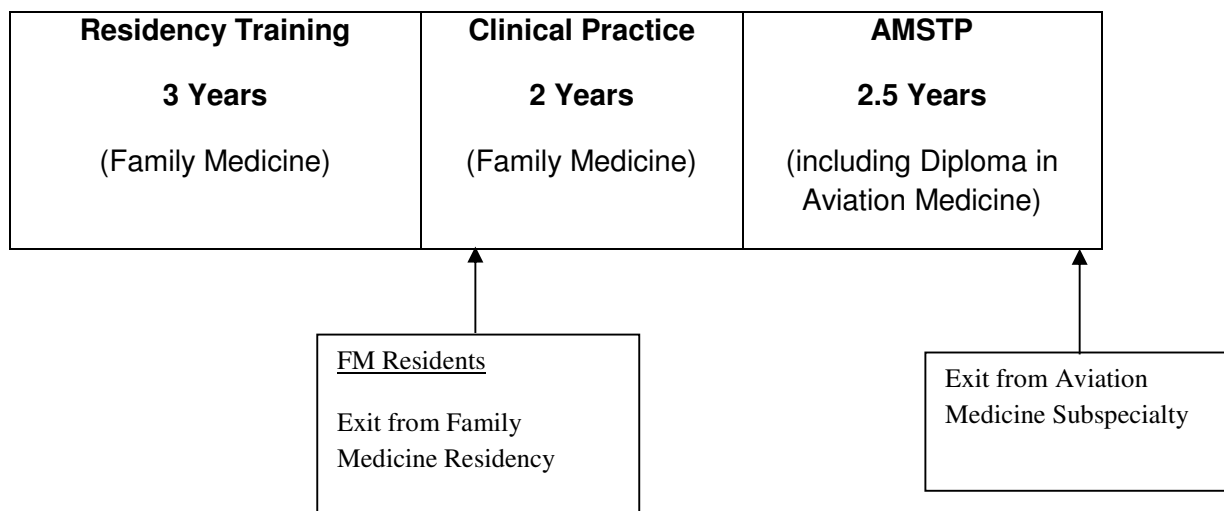 Residency Training
3 Years
(Family Medicine)
Clinical Practice
2 Years
(Family Medicine)
AMSTP
2.5 Years
(including Diploma in
Aviation Medicine)
FM Residents
Exit from Family
Medicine Residency
Exit from Aviation
Medicine Subspecialty